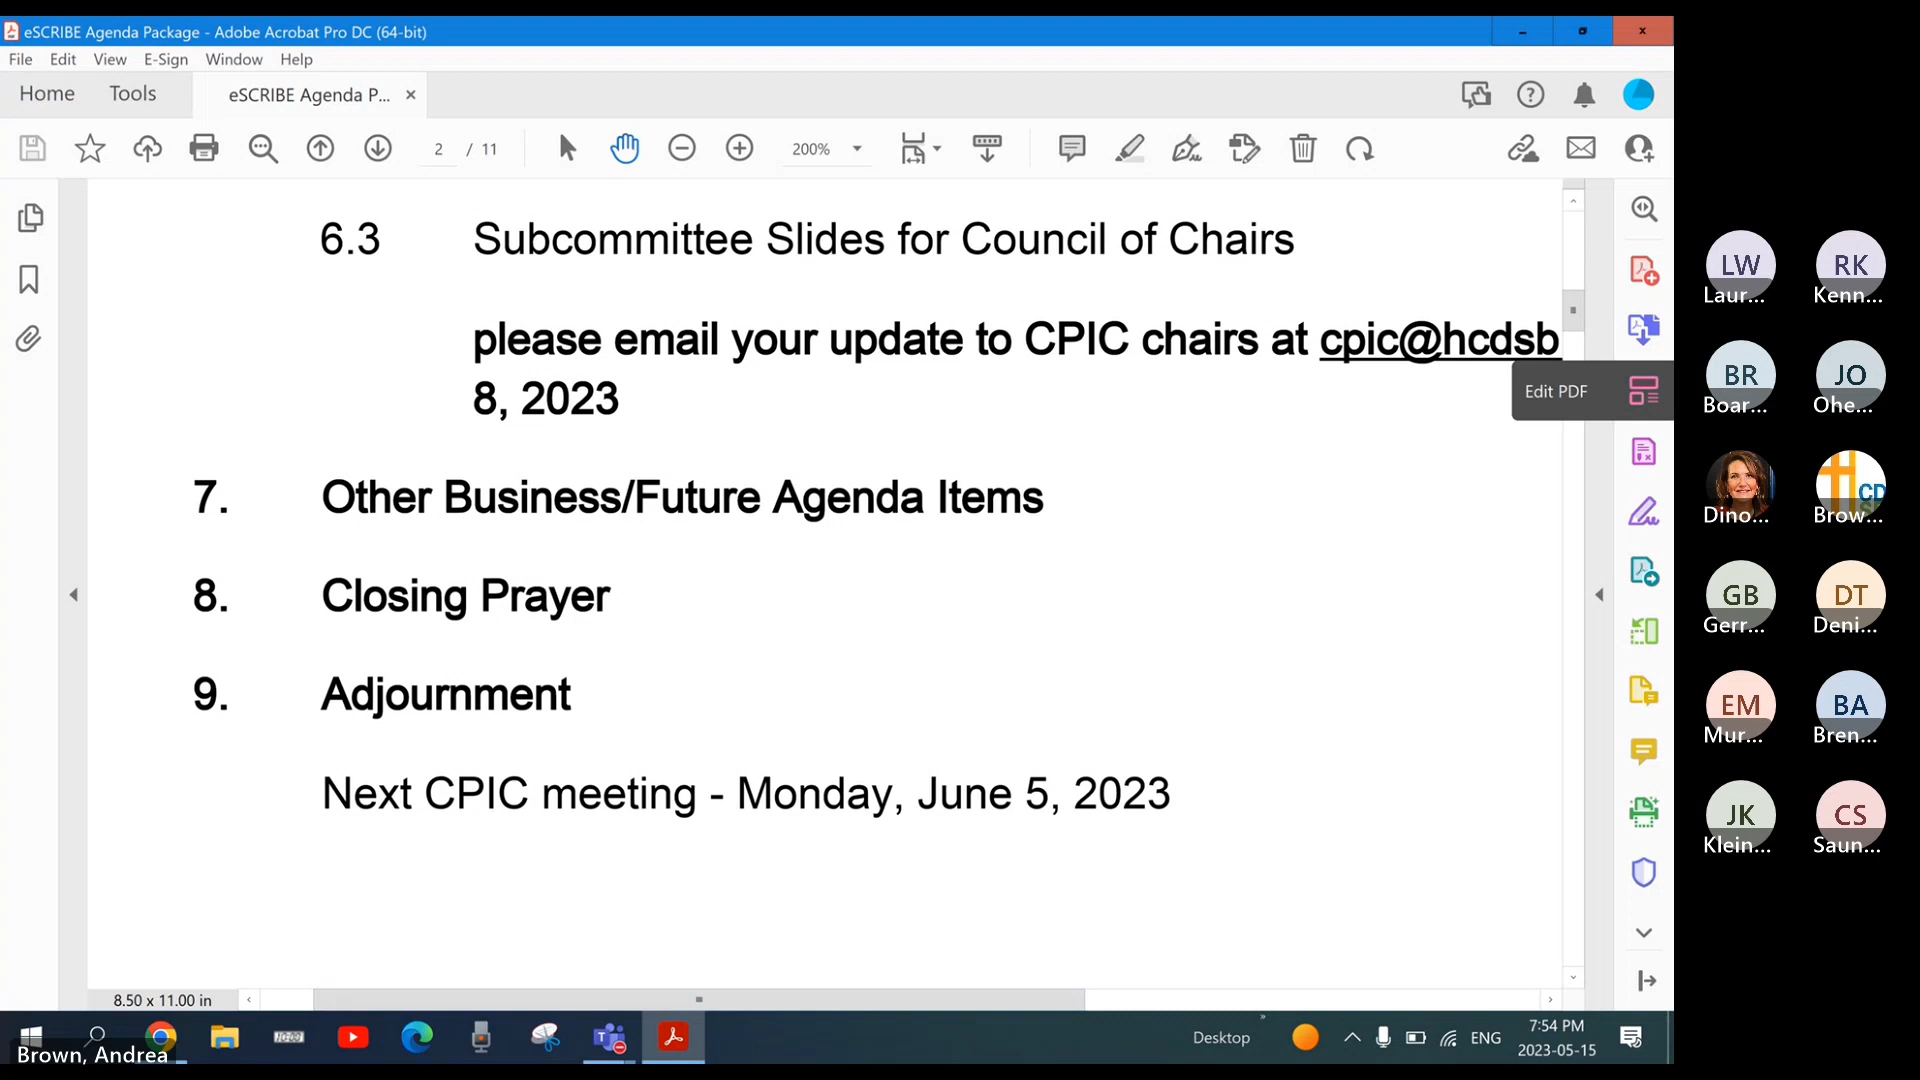 eSCRIBE Agenda Package - Adobe Acrobat Pro DC (64-bit)
File Edit View E-Sign Window Help
Home Tools eSCRIBE Agenda P... ×
2 / 11 200%
6.3 Subcommittee Slides for Council of Chairs
please email your update to CPIC chairs at cpic@hcdsb
8, 2023
Edit PDF
7. Other Business/Future Agenda Items
8. Closing Prayer
9. Adjournment
Next CPIC meeting - Monday, June 5, 2023
8.50 x 11.00 in
LW RK
Laur... Kenn...
BR JO
Boar... Ohe...
CD
Dino... Brow...
GB DT
Gerr... Deni...
EM BA
Mur... Bren...
JK CS
Klein... Saun...
Desktop ENG 7:54 PM
2023-05-15
Brown, Andrea